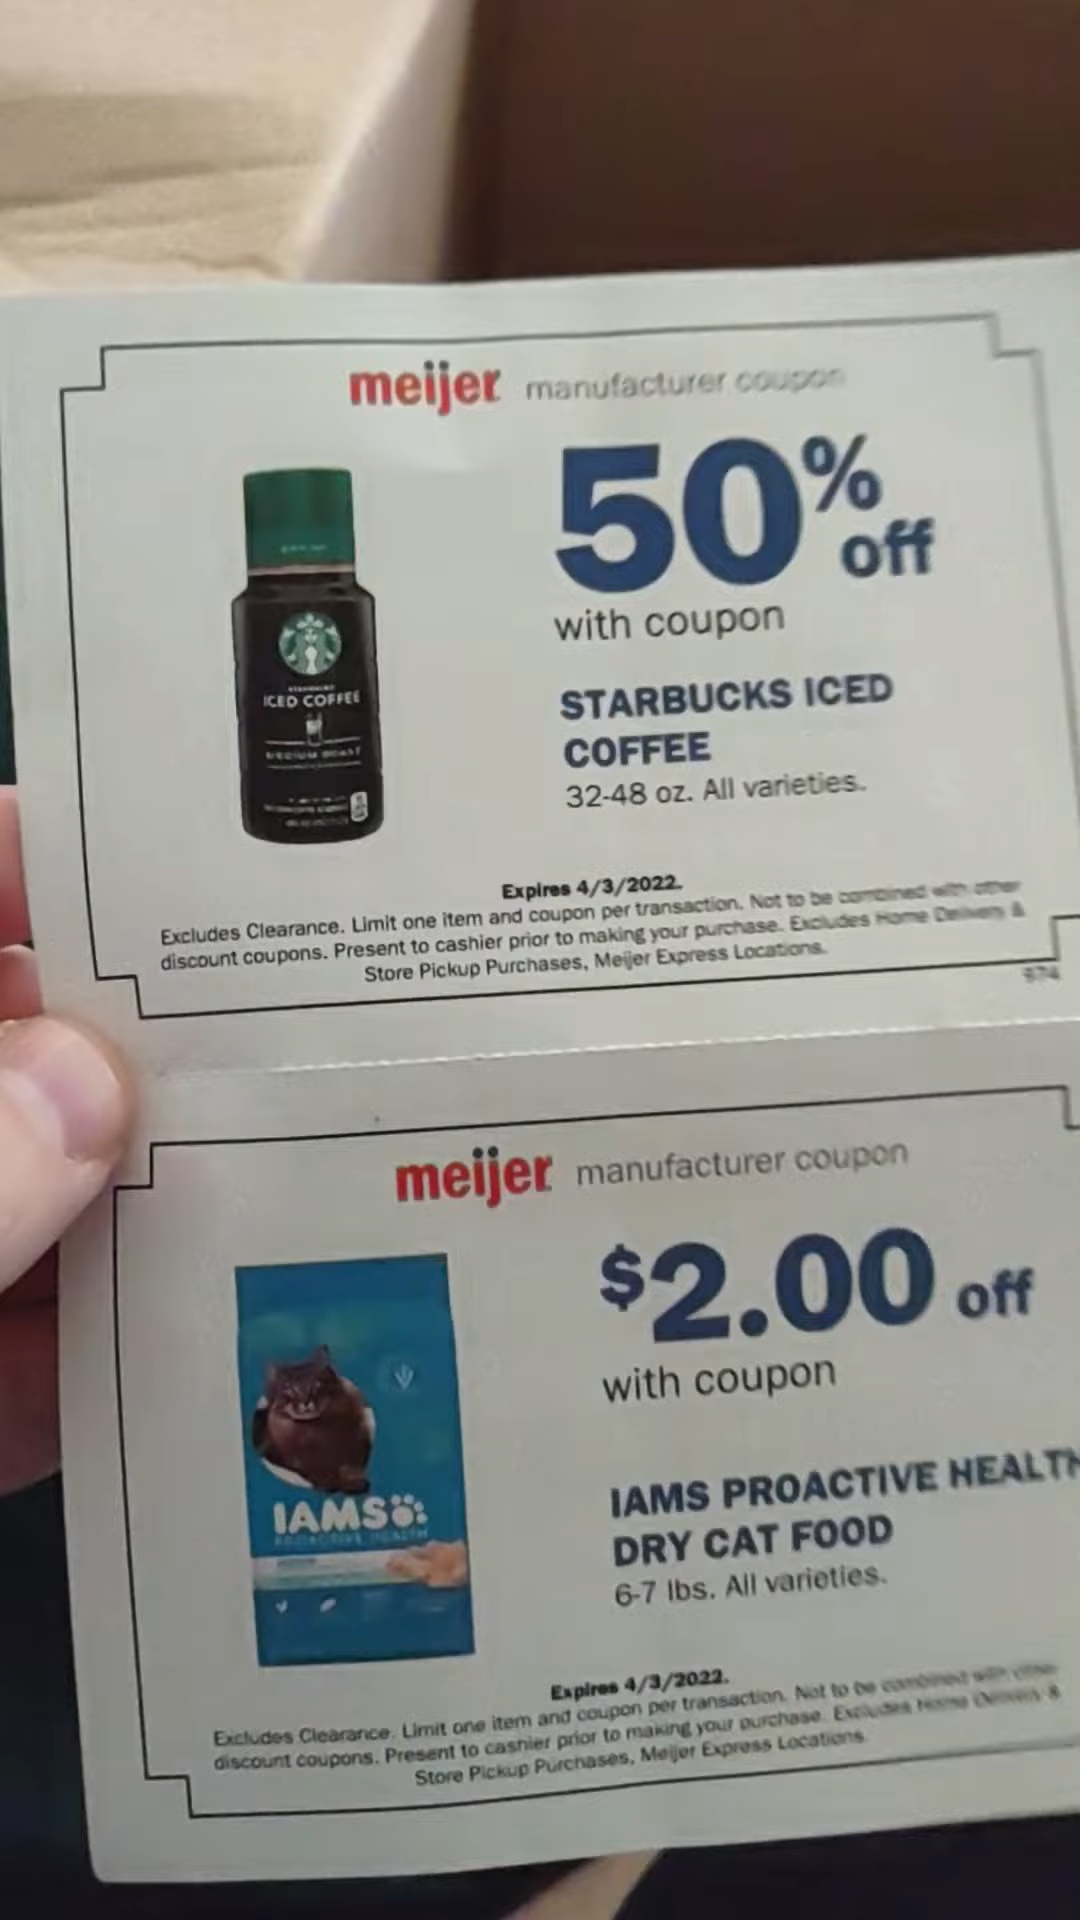 meijer manufacturer coupon
50% off
with coupon
STARBUCKS ICED
COFFEE
32-48 oz. All varieties.
ICED COFFEE
MEDIUM ROAST
Expires 4/3/2022.
Excludes Clearance. Limit one item and coupon per transaction. Not to be combined with other
discount coupons. Present to cashier prior to making your purchase. Excludes Home Delivery &
Store Pickup Purchases, Meijer Express Locations.
974
meijer manufacturer coupon
$2.00 off
with coupon
IAMS PROACTIVE HEALTH
DRY CAT FOOD
6-7 lbs. All varieties.
IAMS
PROACTIVE HEALTH
Expires 4/3/2022.
Excludes Clearance. Limit one item and coupon per transaction. Not to be combined with other
discount coupons. Present to cashier prior to making your purchase. Excludes Home Delivery &
Store Pickup Purchases, Meijer Express Locations.